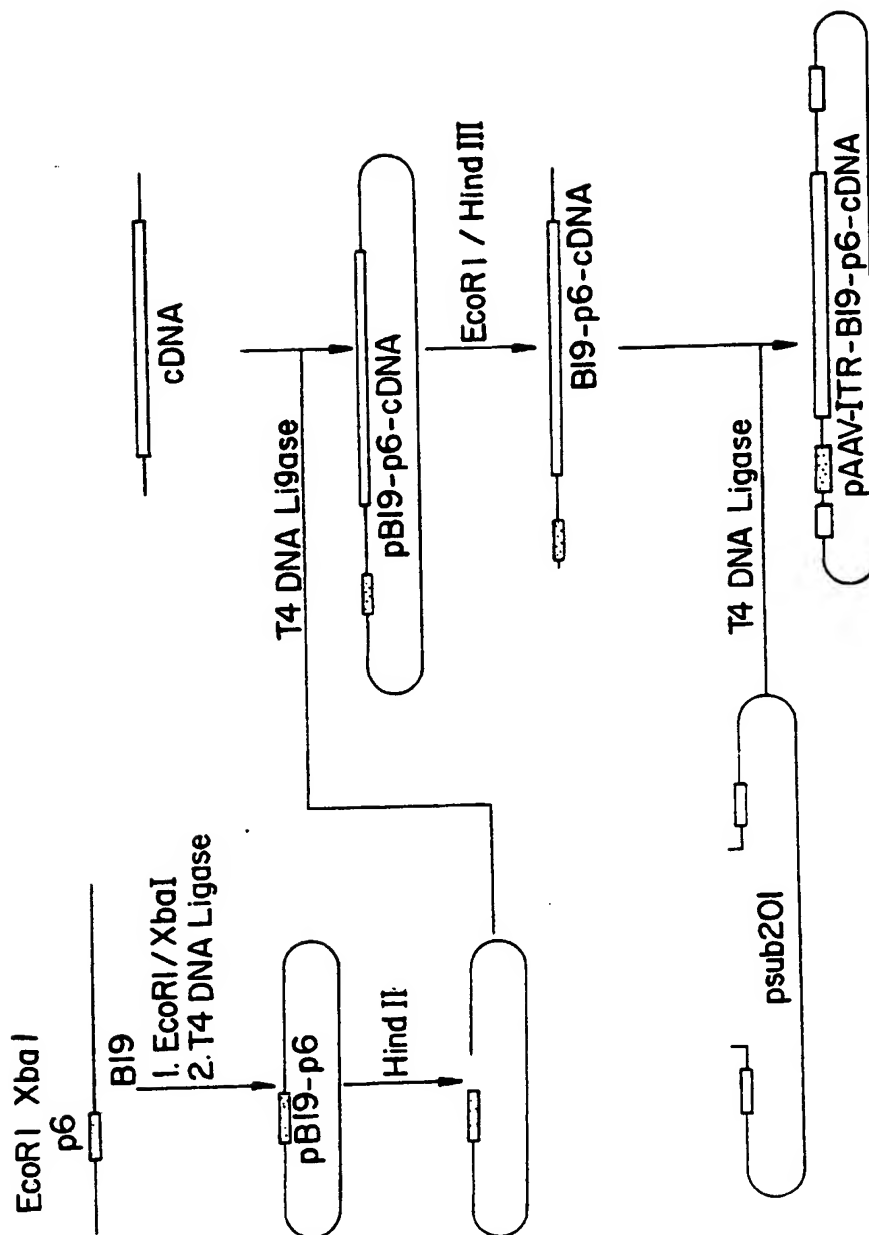 EcoRI XbaI
p6
B19
1. EcoRI/XbaI
2. T4 DNA Ligase
pB19-p6
Hind II
cDNA
T4 DNA Ligase
pB19-p6-cDNA
EcoRI / Hind III
B19-p6-cDNA
psub201
T4 DNA Ligase
pAAV-ITR-B19-p6-cDNA